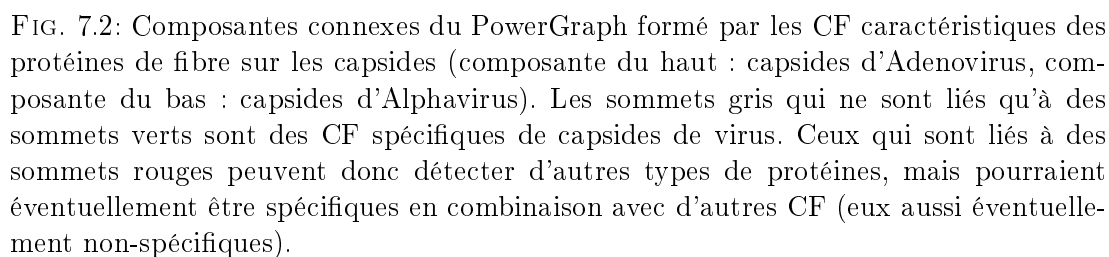 FIG. 7.2: Composantes connexes du PowerGraph formé par les CF caractéristiques des
protéines de fibre sur les capsides (composante du haut : capsides d'Adenovirus, com-
posante du bas : capsides d'Alphavirus). Les sommets gris qui ne sont liés qu'à des
sommets verts sont des CF spécifiques de capsides de virus. Ceux qui sont liés à des
sommets rouges peuvent donc détecter d'autres types de protéines, mais pourraient
éventuellement être spécifiques en combinaison avec d'autres CF (eux aussi éventuelle-
ment non-spécifiques).